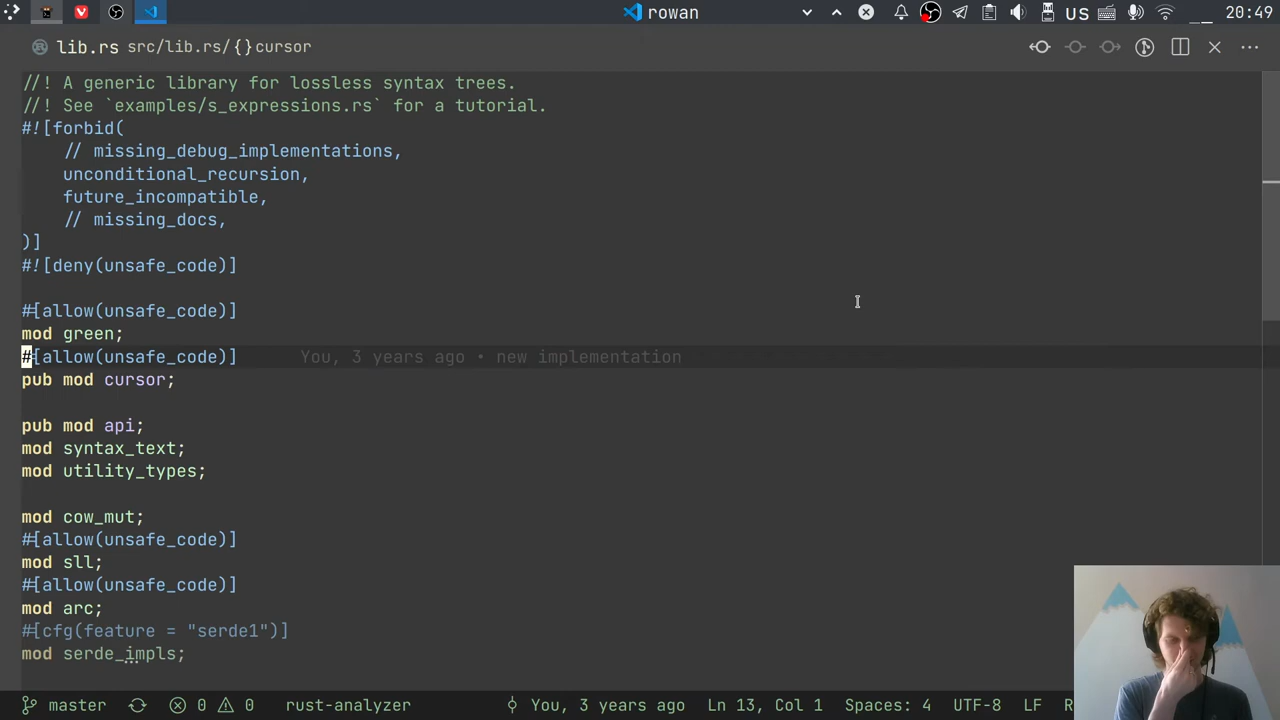 rowan
US
20:49
lib.rs src/lib.rs/{}cursor
//! A generic library for lossless syntax trees.
//! See `examples/s_expressions.rs` for a tutorial.
#![forbid(
// missing_debug_implementations,
unconditional_recursion,
future_incompatible,
// missing_docs,
)]
#![deny(unsafe_code)]
#[allow(unsafe_code)]
mod green;
#[allow(unsafe_code)] You, 3 years ago • new implementation
pub mod cursor;
pub mod api;
mod syntax_text;
mod utility_types;
mod cow_mut;
#[allow(unsafe_code)]
mod sll;
#[allow(unsafe_code)]
mod arc;
#[cfg(feature = "serde1")]
mod serde_impls;
master 0 0 rust-analyzer You, 3 years ago Ln 13, Col 1 Spaces: 4 UTF-8 LF